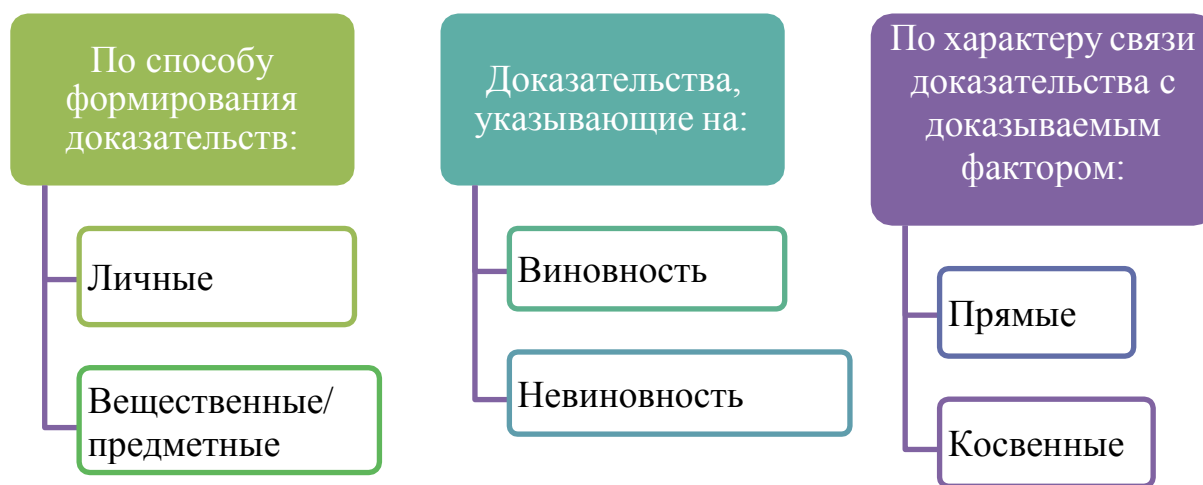 По способу
формирования
доказательств:
Личные
Вещественные/
предметные
Доказательства,
указывающие на:
Виновность
Невиновность
По характеру связи
доказательства с
доказываемым
фактором:
Прямые
Косвенные